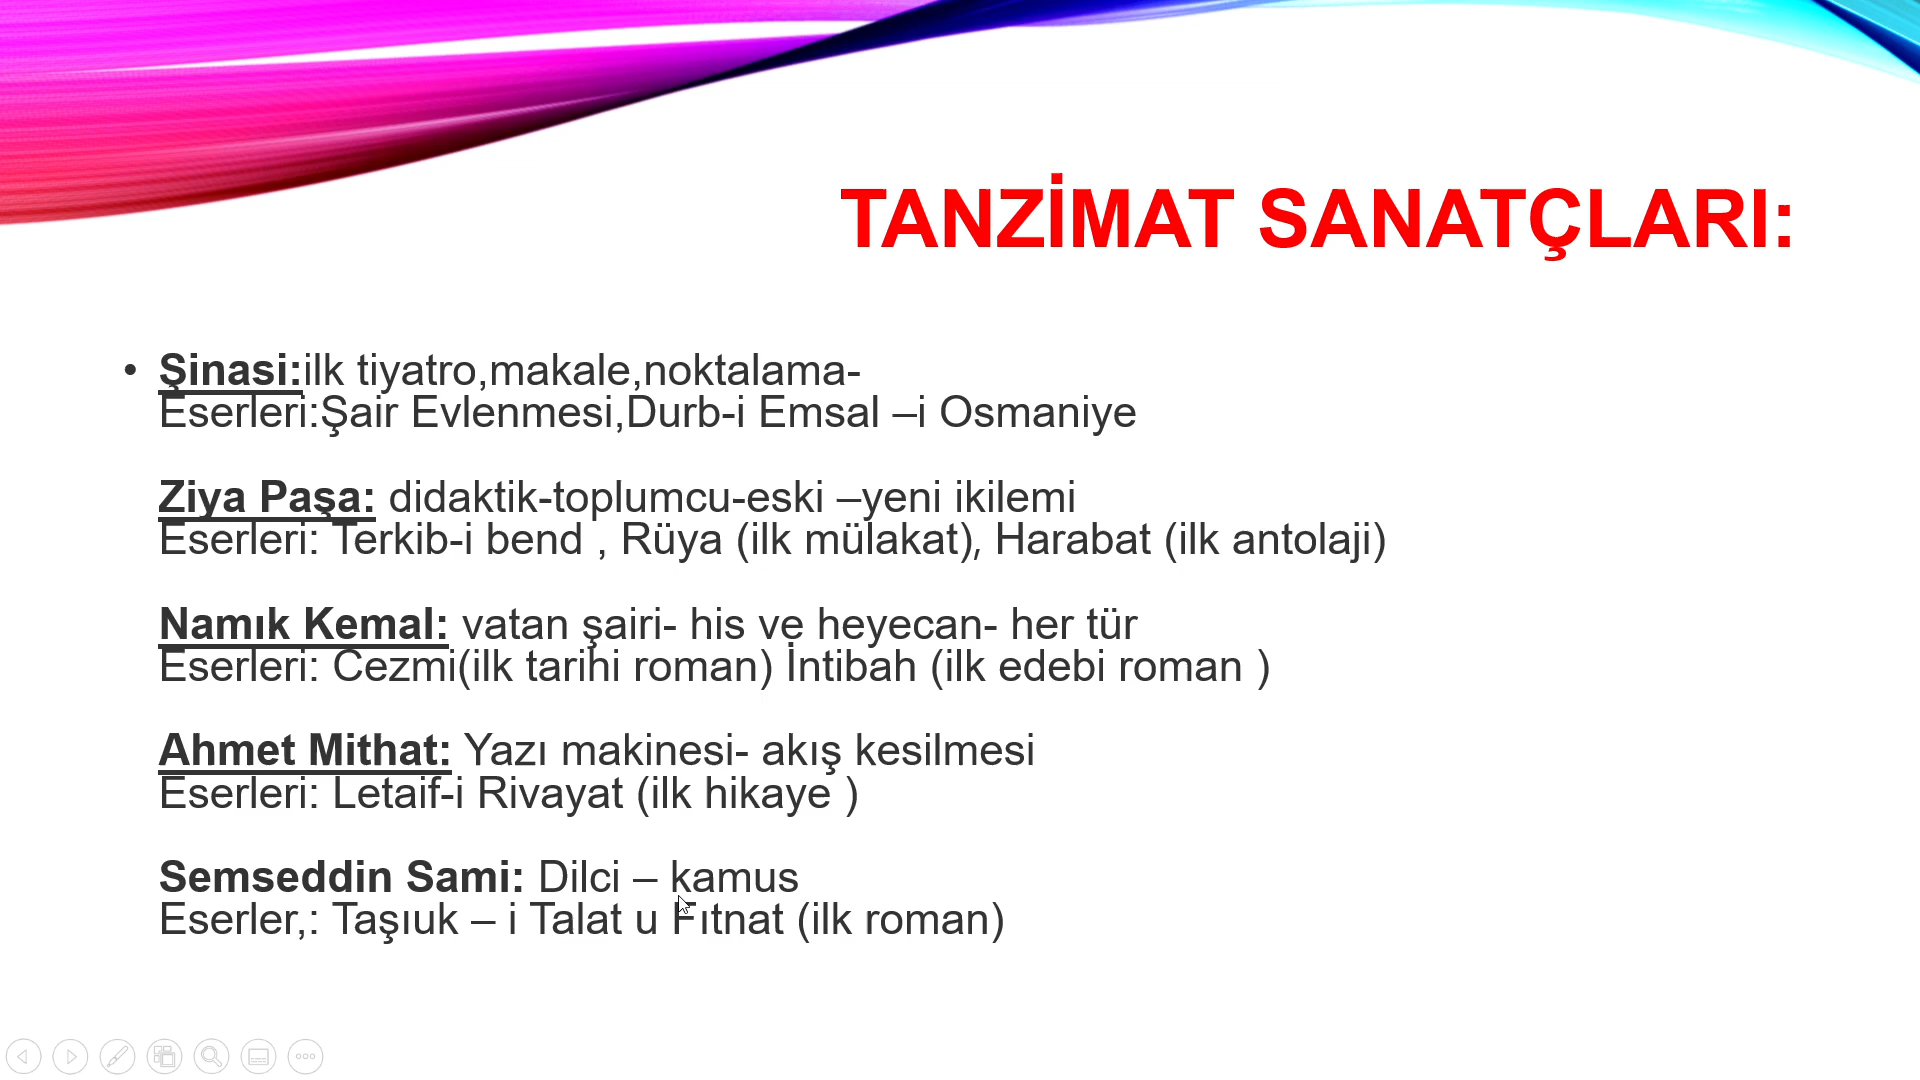 TANZİMAT SANATÇLARI:
• Şinasi:ilk tiyatro,makale,noktalama-
Eserleri:Şair Evlenmesi,Durb-i Emsal –i Osmaniye
Ziya Paşa: didaktik-toplumcu-eski –yeni ikilemi
Eserleri: Terkib-i bend , Rüya (ilk mülakat), Harabat (ilk antolaji)
Namık Kemal: vatan şairi- his ve heyecan- her tür
Eserleri: Cezmi(ilk tarihi roman) İntibah (ilk edebi roman )
Ahmet Mithat: Yazı makinesi- akış kesilmesi
Eserleri: Letaif-i Rivayat (ilk hikaye )
Semseddin Sami: Dilci – kamus
Eserler,: Taşıuk – i Talat u Fıtnat (ilk roman)